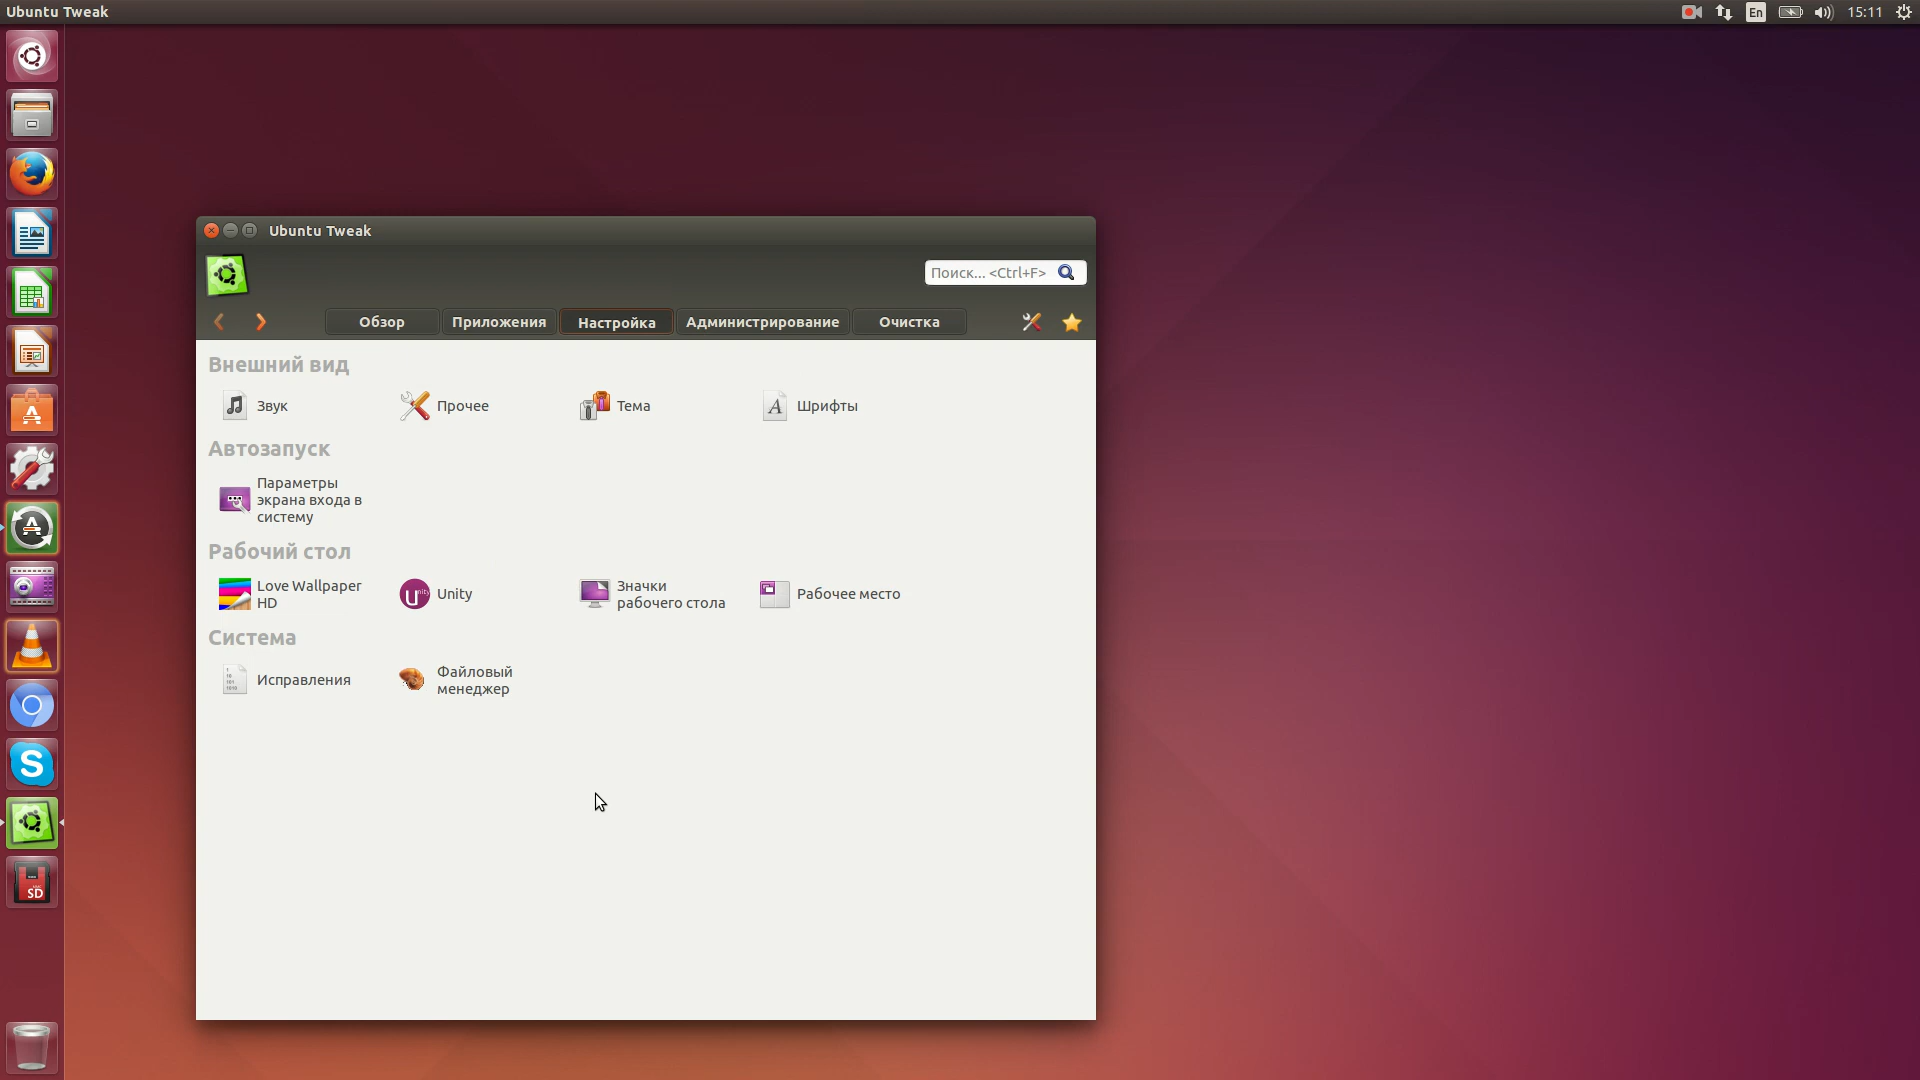 Ubuntu Tweak
En
15:11
Ubuntu Tweak
Поиск... <Ctrl+F>
Обзор
Приложения
Настройка
Администрирование
Очистка
Внешний вид
Звук
Прочее
Тема
Шрифты
Автозапуск
Параметры
экрана входа в
систему
Рабочий стол
Love Wallpaper
HD
Unity
Значки
рабочего стола
Рабочее место
Система
Исправления
Файловый
менеджер
SD